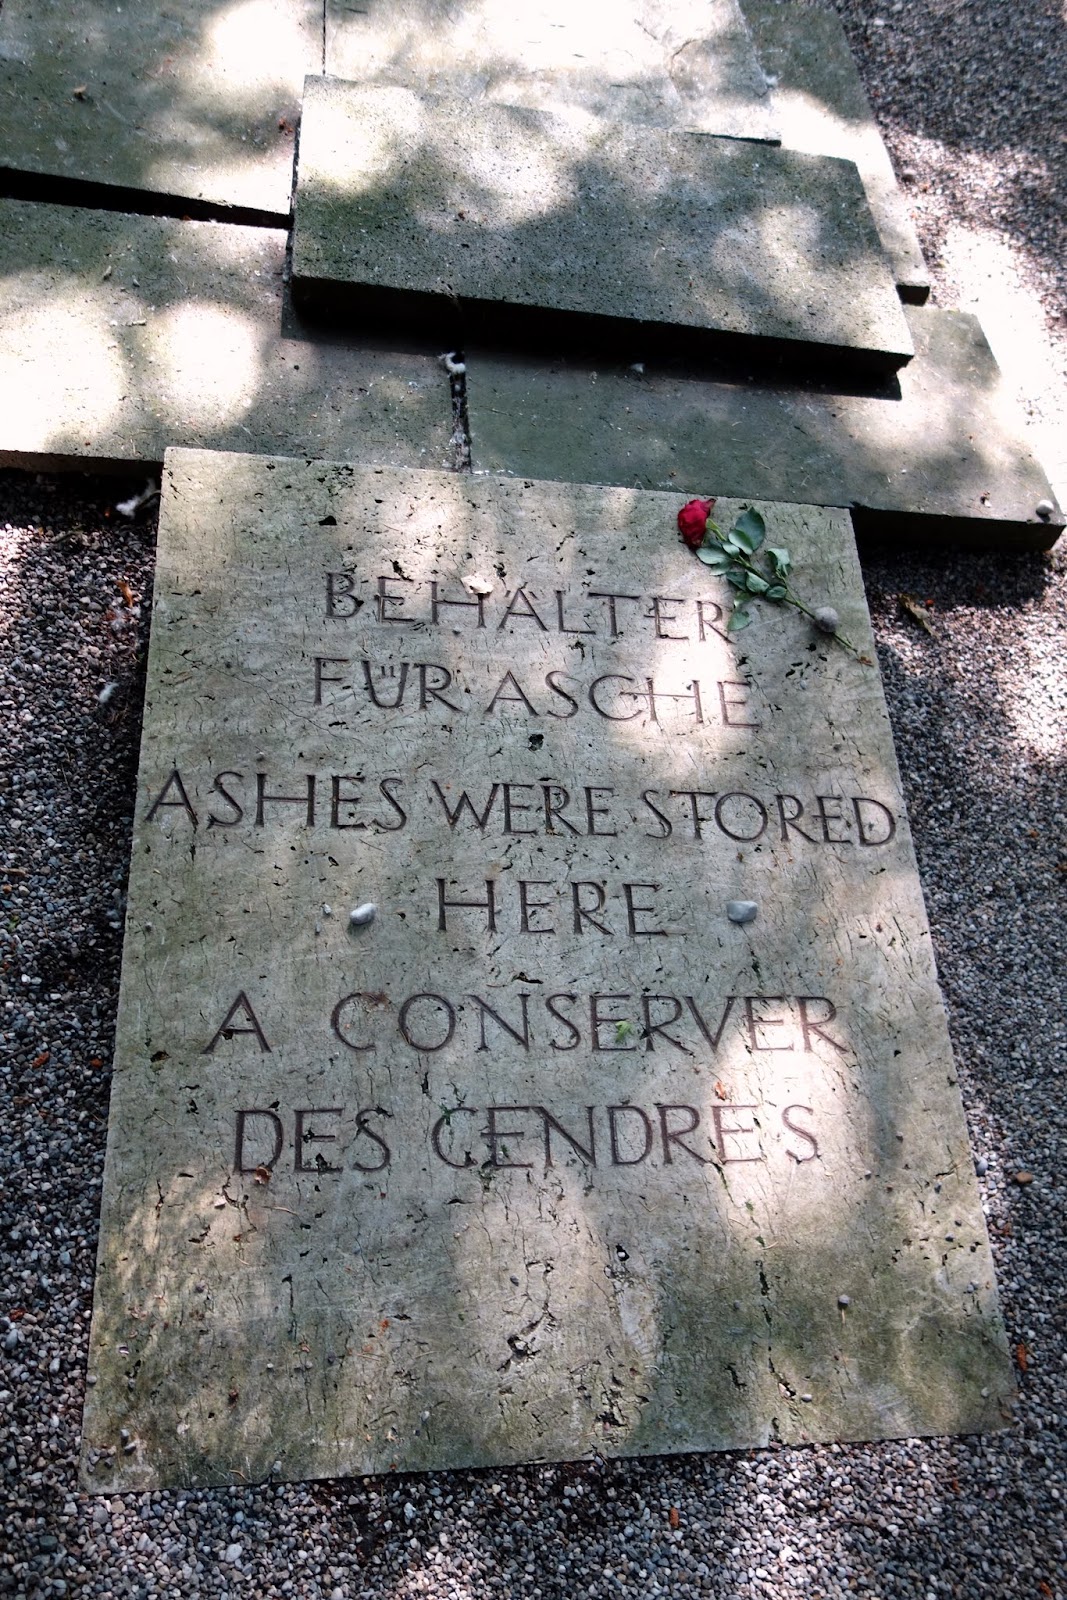 BEHÄLTER
FÜR ASCHE
ASHES WERE STORED
HERE
A CONSERVER
DES CENDRES